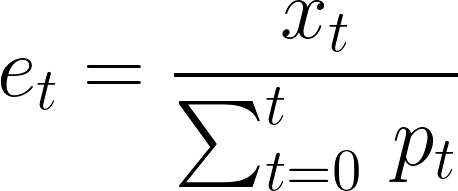 e_t = \frac{x_t}{\sum_{t=0}^{t} p_t}